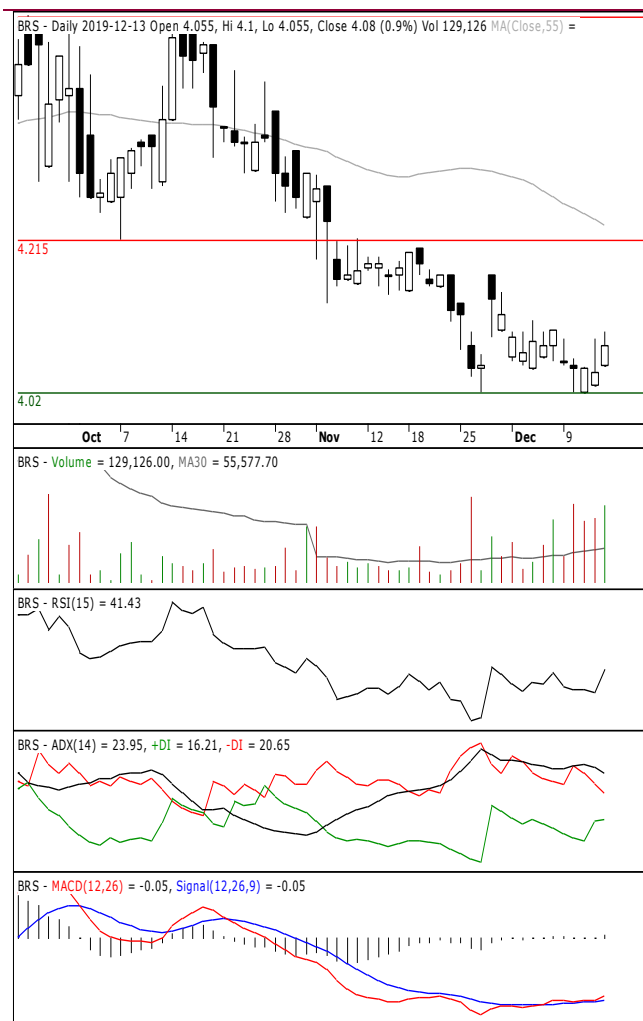 BRS - Daily 2019-12-13 Open 4.055, Hi 4.1, Lo 4.055, Close 4.08 (0.9%) Vol 129,126 MA(Close,55) =
4.215
4.02
Oct 7 14 21 28 Nov 12 18 25 Dec 9
BRS - Volume = 129,126.00, MA30 = 55,577.70
BRS - RSI(15) = 41.43
BRS - ADX(14) = 23.95, +DI = 16.21, -DI = 20.65
BRS - MACD(12,26) = -0.05, Signal(12,26,9) = -0.05